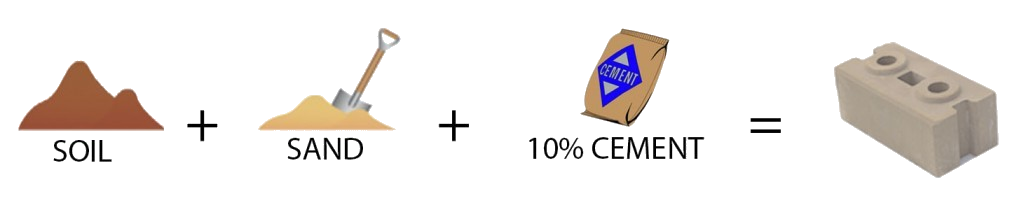 SOIL
+
SAND
+
CEMENT
10% CEMENT
=